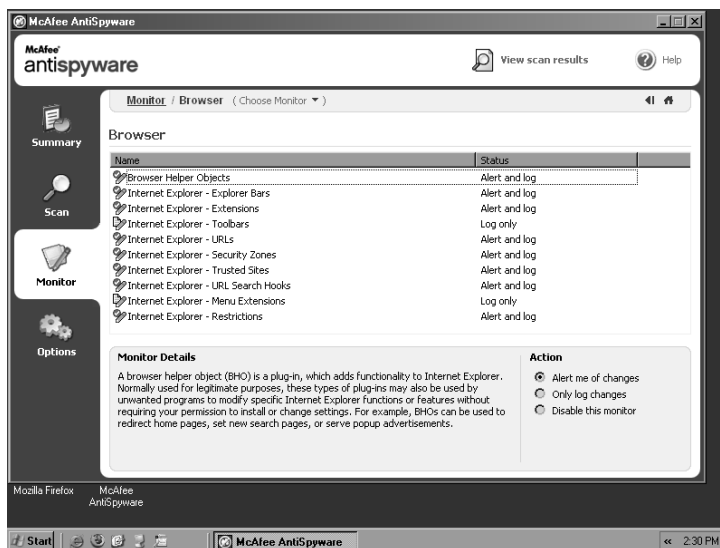 McAfee AntiSpyware
McAfee
antispyware
View scan results
Help
Monitor / Browser (Choose Monitor ▼)
Summary
Scan
Monitor
Options
Browser
Name Status
Browser Helper Objects Alert and log
Internet Explorer - Explorer Bars Alert and log
Internet Explorer - Extensions Alert and log
Internet Explorer - Toolbars Log only
Internet Explorer - URLs Alert and log
Internet Explorer - Security Zones Alert and log
Internet Explorer - Trusted Sites Alert and log
Internet Explorer - URL Search Hooks Alert and log
Internet Explorer - Menu Extensions Log only
Internet Explorer - Restrictions Alert and log
Monitor Details
A browser helper object (BHO) is a plug-in, which adds functionality to Internet Explorer.
Normally used for legitimate purposes, these types of plug-ins may also be used by
unwanted programs to modify specific Internet Explorer functions or features without
requiring your permission to install or change settings. For example, BHOs can be used to
redirect home pages, set new search pages, or serve popup advertisements.
Action
Alert me of changes
Only log changes
Disable this monitor
Mozilla Firefox
McAfee
AntiSpyware
Start
McAfee AntiSpyware
« 2:30 PM